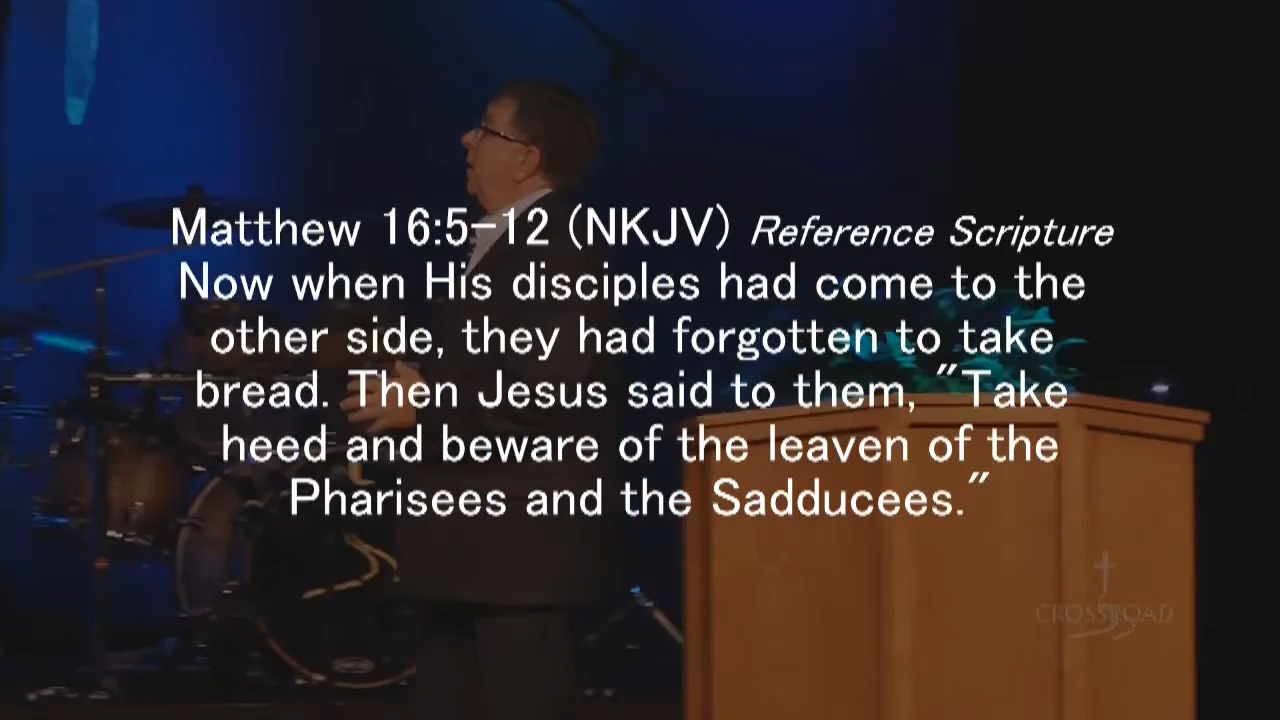 Matthew 16:5-12 (NKJV) Reference Scripture
Now when His disciples had come to the
other side, they had forgotten to take
bread. Then Jesus said to them, "Take
heed and beware of the leaven of the
Pharisees and the Sadducees."
CROSSROAD